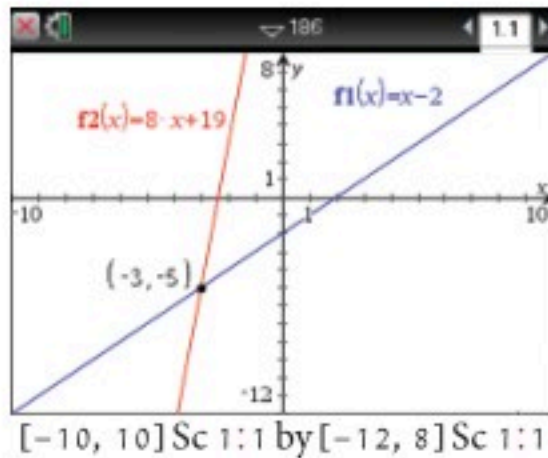 186 1.1
8 y
f2(x)=8·x+19 f1(x)=x-2
1 x
-10 1 10
(-3, -5)
-12
[-10, 10] Sc 1:1 by [-12, 8] Sc 1:1